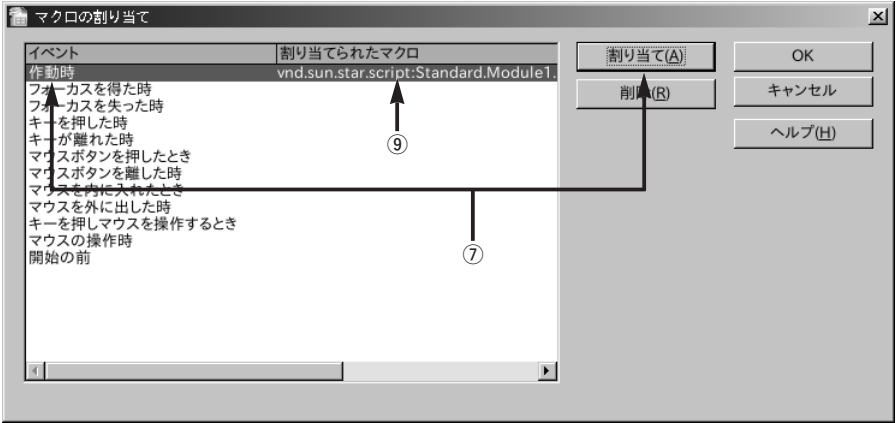 マクロの割り当て
イベント 割り当てられたマクロ
作動時 vnd.sun.star.script:Standard.Module1.
フォーカスを得た時
フォーカスを失った時
キーを押した時
キーが離れた時
マウスボタンを押したとき
マウスボタンを離した時
マウスを内に入れたとき
マウスを外に出した時
キーを押しマウスを操作するとき
マウスの操作時
開始の前
割り当て(A)
削除(R)
OK
キャンセル
ヘルプ(H)
⑨
⑦